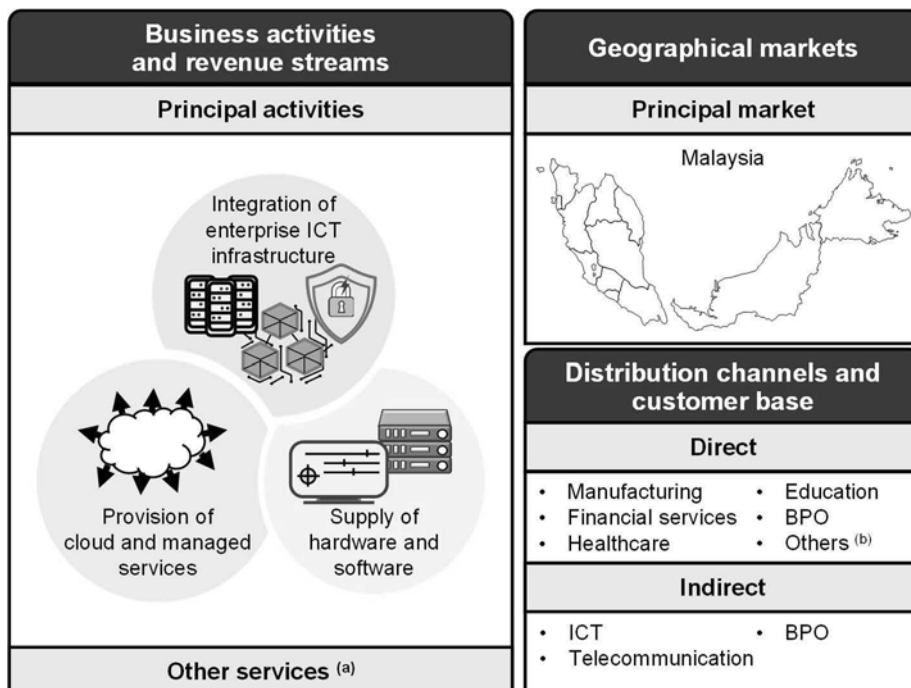 Business activities
and revenue streams
Principal activities
Integration of
enterprise ICT
infrastructure
Provision of
cloud and managed
services
Supply of
hardware and
software
Other services (a)
Geographical markets
Principal market
Malaysia
Distribution channels and
customer base
Direct
• Manufacturing
• Financial services
• Healthcare
• Education
• BPO
• Others (b)
Indirect
• ICT
• Telecommunication
• BPO